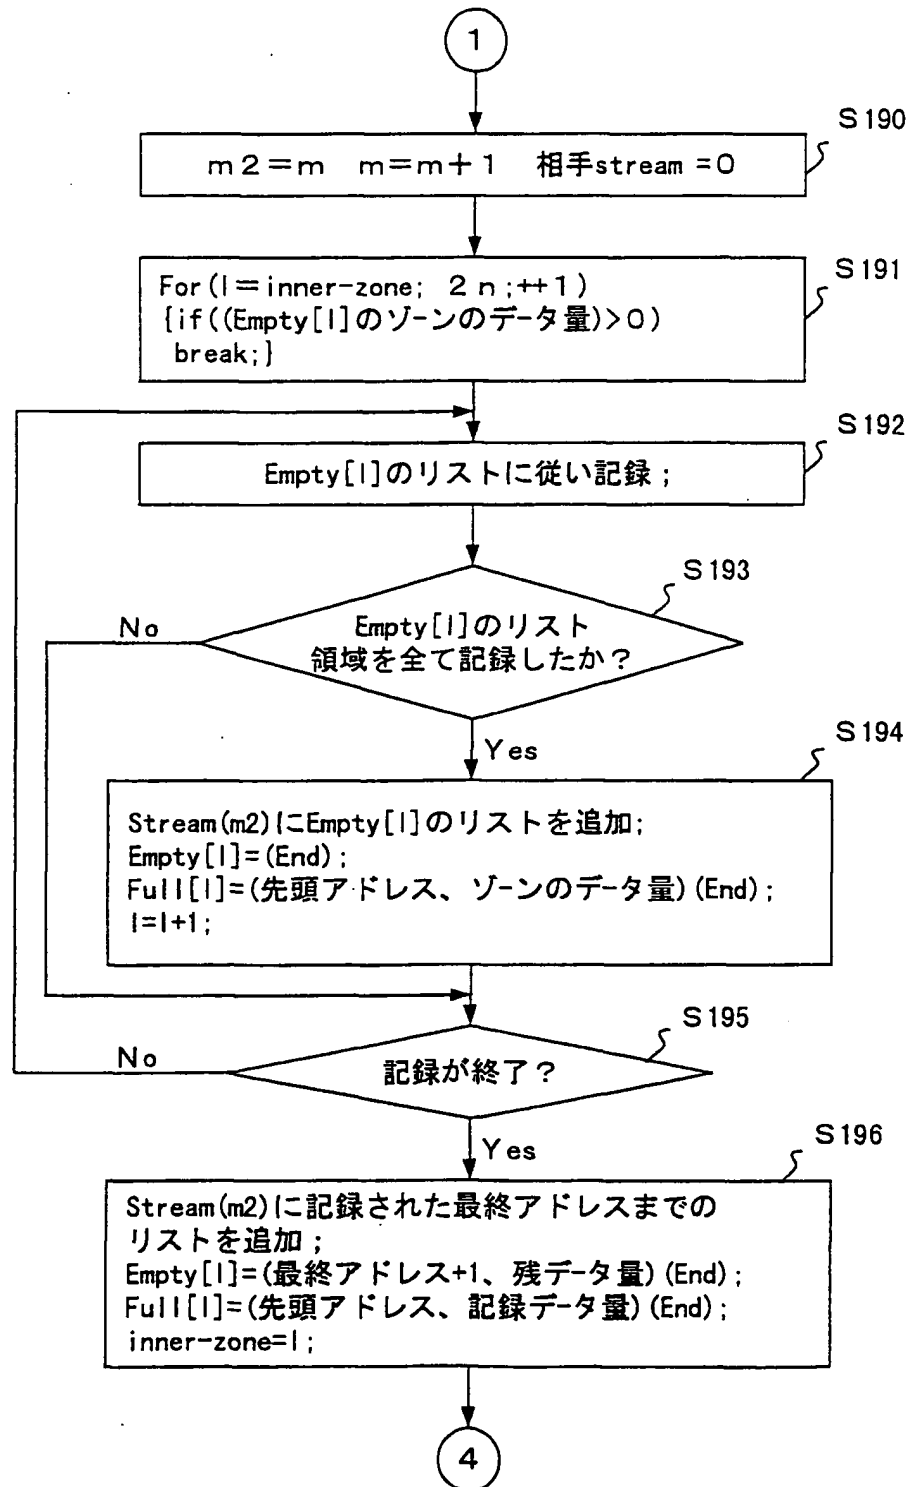 1
S190
m2=m m=m+1 相手stream=0
S191
For(l=inner-zone; 2n;++1)
{if((Empty[l]のゾーンのデータ量)>0)
break;}
S192
Empty[l]のリストに従い記録;
S193
No
Empty[l]のリスト
領域を全て記録したか?
Yes
S194
Stream(m2)にEmpty[l]のリストを追加;
Empty[l]=(End);
Full[l]=(先頭アドレス、ゾーンのデータ量)(End);
l=l+1;
S195
No
記録が終了?
Yes
S196
Stream(m2)に記録された最終アドレスまでの
リストを追加;
Empty[l]=(最終アドレス+1、残データ量)(End);
Full[l]=(先頭アドレス、記録データ量)(End);
inner-zone=l;
4